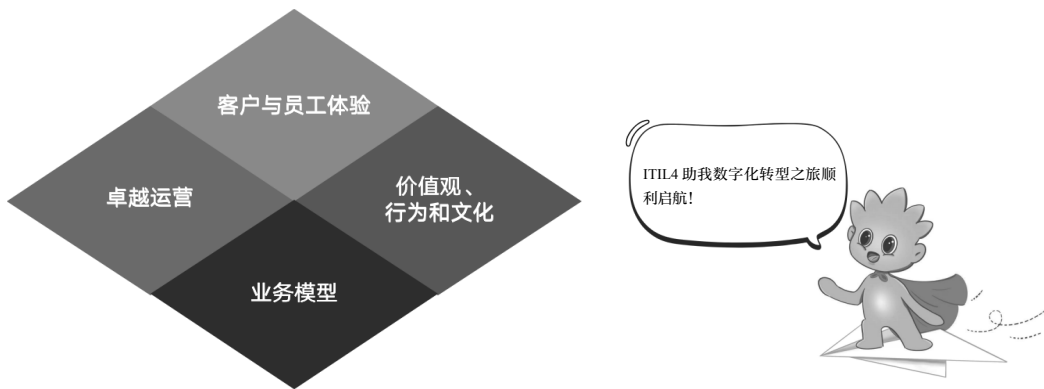 客户与员工体验
卓越运营
价值观、
行为和文化
业务模型
ITIL4 助我数字化转型之旅顺
利启航！